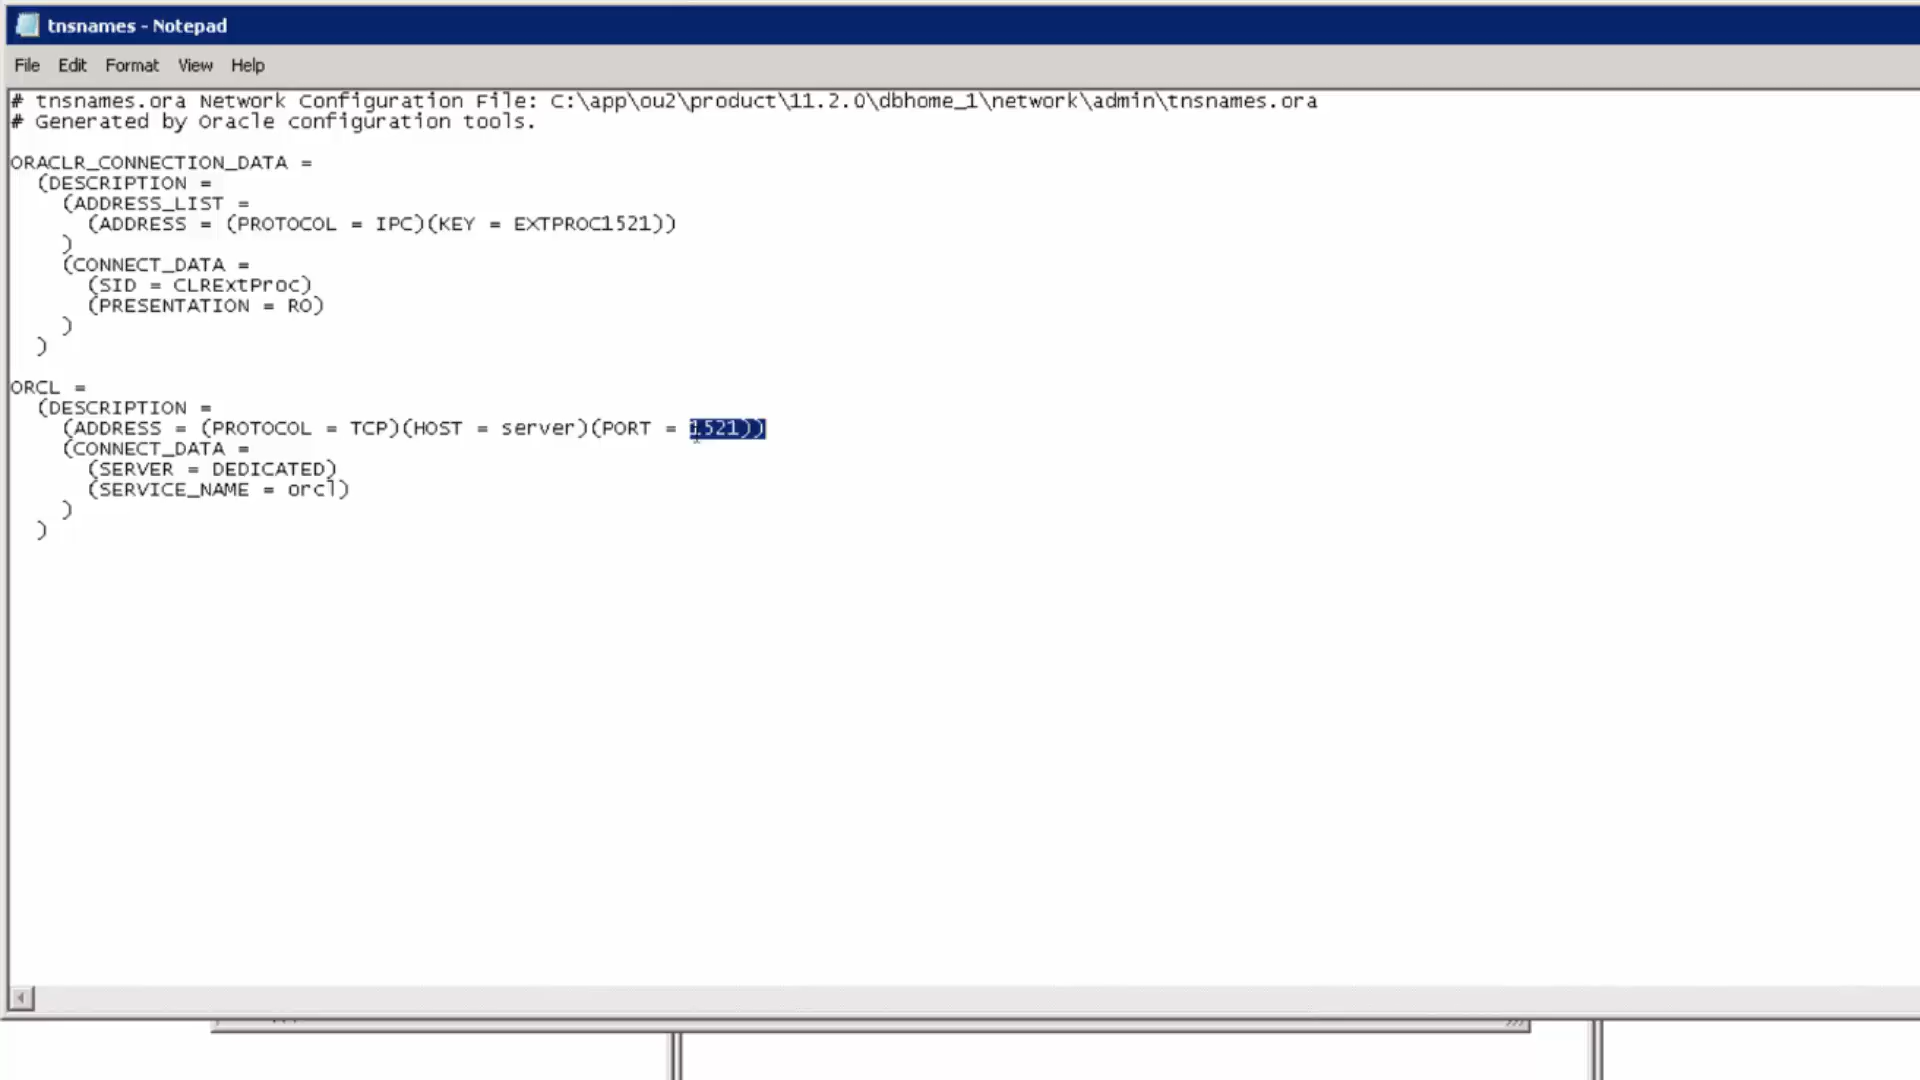 tnsnames - Notepad
File Edit Format View Help
# tnsnames.ora Network Configuration File: C:\app\ou2\product\11.2.0\dbhome_1\network\admin\tnsnames.ora
# Generated by Oracle configuration tools.
ORACLR_CONNECTION_DATA =
(DESCRIPTION =
(ADDRESS_LIST =
(ADDRESS = (PROTOCOL = IPC)(KEY = EXTPROC1521))
)
(CONNECT_DATA =
(SID = CLRExtProc)
(PRESENTATION = RO)
)
)
ORCL =
(DESCRIPTION =
(ADDRESS = (PROTOCOL = TCP)(HOST = server)(PORT = 1521))
(CONNECT_DATA =
(SERVER = DEDICATED)
(SERVICE_NAME = orcl)
)
)